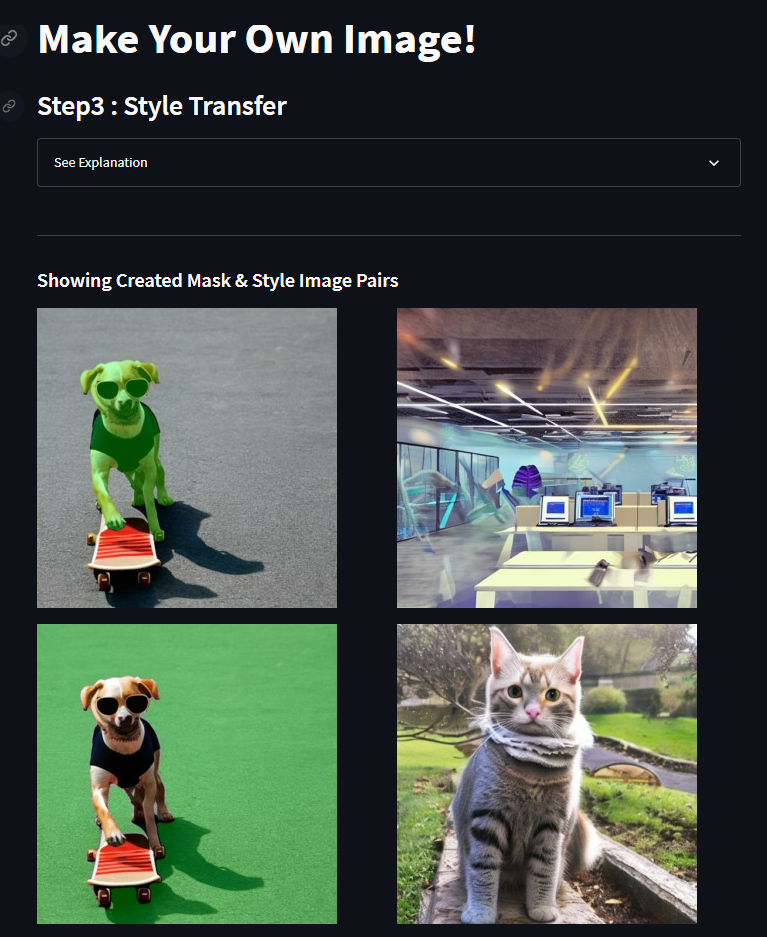 Make Your Own Image!
Step3 : Style Transfer
See Explanation
Showing Created Mask & Style Image Pairs